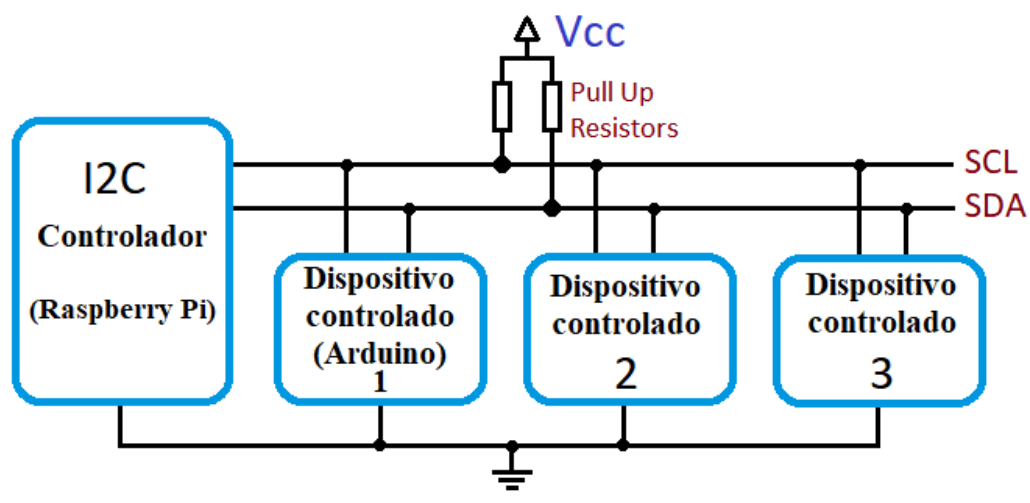 Vcc
Pull Up
Resistors
SCL
SDA
I2C
Controlador
(Raspberry Pi)
Dispositivo
controlado
(Arduino)
1
Dispositivo
controlado
2
Dispositivo
controlado
3